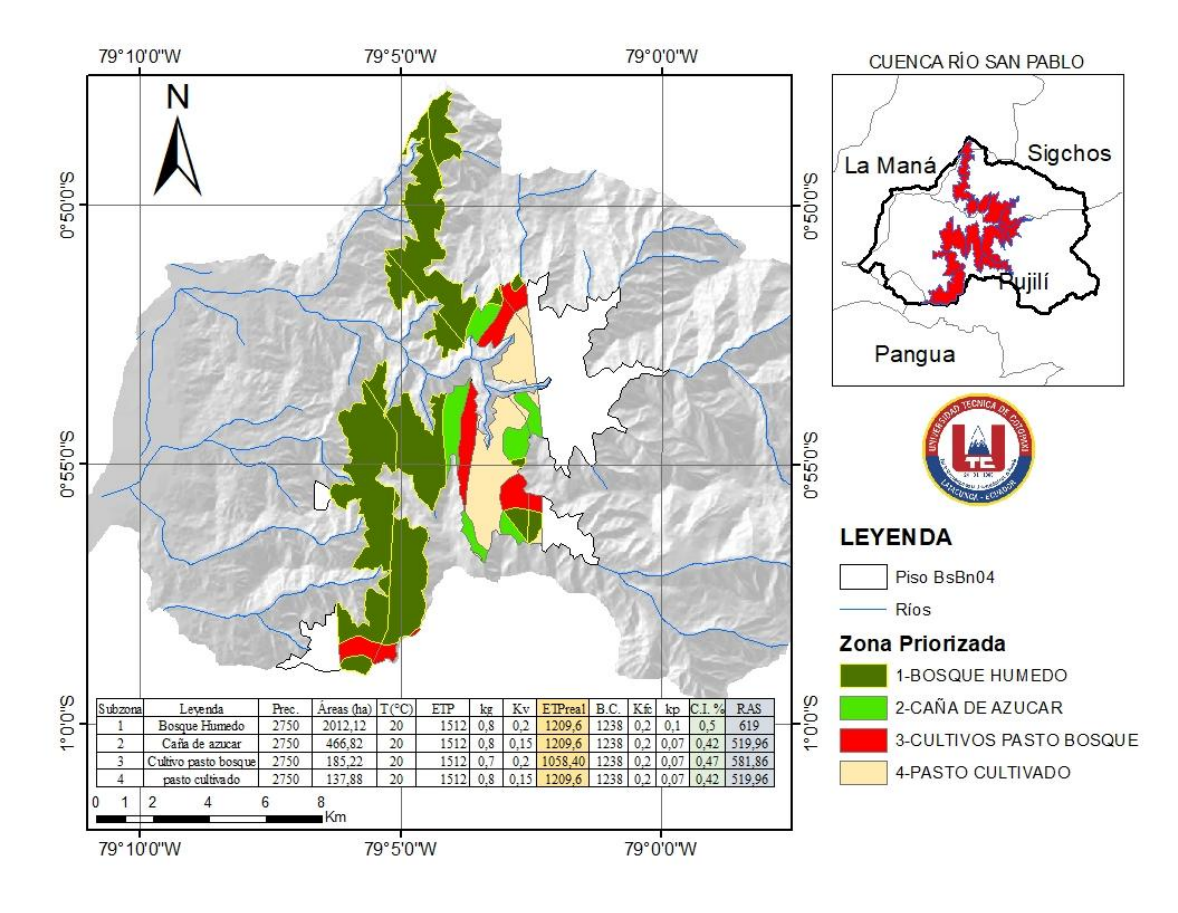 79°10'0"W 79°5'0"W 79°0'0"W
CUENCA RÍO SAN PABLO
N
La Maná
Sigchos
Pujilí
Pangua
0°50'0"S 0°50'0"S
0°55'0"S 0°55'0"S
1°0'0"S 1°0'0"S
UNIVERSIDAD TECNICA DE COTOPAXI
UTC
LATACUNGA - ECUADOR
LEYENDA
Piso BsBn04
Ríos
Zona Priorizada
1-BOSQUE HUMEDO
2-CAÑA DE AZUCAR
3-CULTIVOS PASTO BOSQUE
4-PASTO CULTIVADO
Subzona Leyenda Prec. Áreas (ha) T (°C) ETP kg Kv ETPreal B.C. Kfc kp C.I. % RAS
1 Bosque Humedo 2750 2012,12 20 1512 0,8 0,2 1209,6 1238 0,2 0,1 0,5 619
2 Caña de azucar 2750 466,82 20 1512 0,8 0,15 1209,6 1238 0,2 0,07 0,42 519,96
3 Cultivo pasto bosque 2750 185,22 20 1512 0,7 0,2 1058,40 1238 0,2 0,07 0,47 581,86
4 pasto cultivado 2750 137,88 20 1512 0,8 0,15 1209,6 1238 0,2 0,07 0,42 519,96
0 1 2 4 6 8
Km
79°10'0"W 79°5'0"W 79°0'0"W